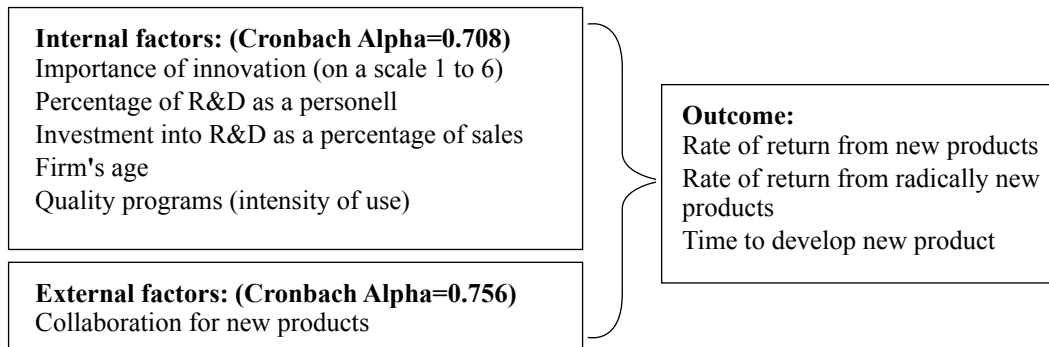 Internal factors: (Cronbach Alpha=0.708)
Importance of innovation (on a scale 1 to 6)
Percentage of R&D as a personell
Investment into R&D as a percentage of sales
Firm's age
Quality programs (intensity of use)
External factors: (Cronbach Alpha=0.756)
Collaboration for new products
Outcome:
Rate of return from new products
Rate of return from radically new
products
Time to develop new product